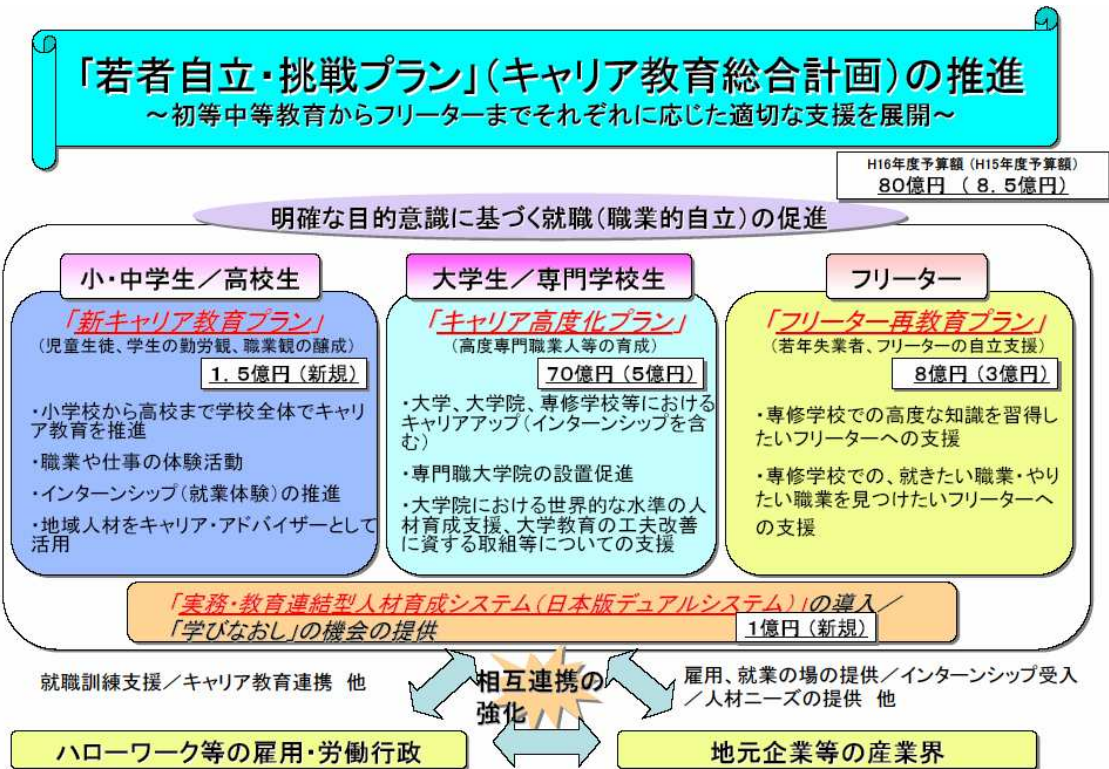 「若者自立・挑戦プラン」(キャリア教育総合計画)の推進
～初等中等教育からフリーターまでそれぞれに応じた適切な支援を展開～
H16年度予算額(H15年度予算額)
80億円 (8.5億円)
明確な目的意識に基づく就職(職業的自立)の促進
小・中学生/高校生
「新キャリア教育プラン」
(児童生徒、学生の勤労観、職業観の醸成)
1.5億円(新規)
・小学校から高校まで学校全体でキャリ
ア教育を推進
・職業や仕事の体験活動
・インターンシップ(就業体験)の推進
・地域人材をキャリア・アドバイザーとして
活用
大学生/専門学校生
「キャリア高度化プラン」
(高度専門職業人等の育成)
70億円(5億円)
・大学、大学院、専修学校等における
キャリアアップ(インターンシップを含
む)
・専門職大学院の設置促進
・大学院における世界的な水準の人
材育成支援、大学教育の工夫改善
に資する取組等についての支援
フリーター
「フリーター再教育プラン」
(若年失業者、フリーターの自立支援)
8億円(3億円)
・専修学校での高度な知識を習得し
たいフリーターへの支援
・専修学校での、就きたい職業・やり
たい職業を見つけたいフリーターへ
の支援
「実務・教育連結型人材育成システム(日本版デュアルシステム)」の導入/
「学びなおし」の機会の提供
1億円(新規)
就職訓練支援/キャリア教育連携 他
相互連携の
強化
雇用、就業の場の提供/インターンシップ受入
/人材ニーズの提供 他
ハローワーク等の雇用・労働行政
地元企業等の産業界